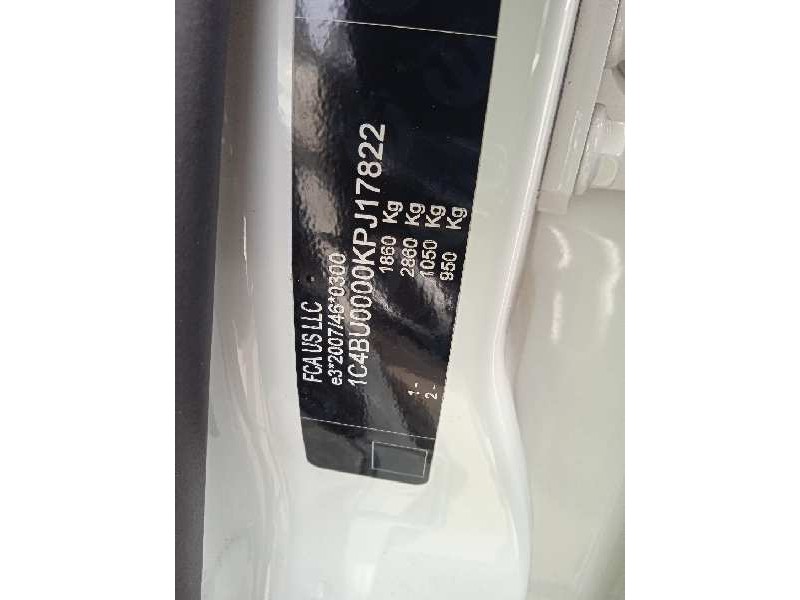 FCA US LLC
e3*2007/46*0300
1C4BU0000KPJ17822
1860 Kg
2860 Kg
1- 1050 Kg
2- 950 Kg